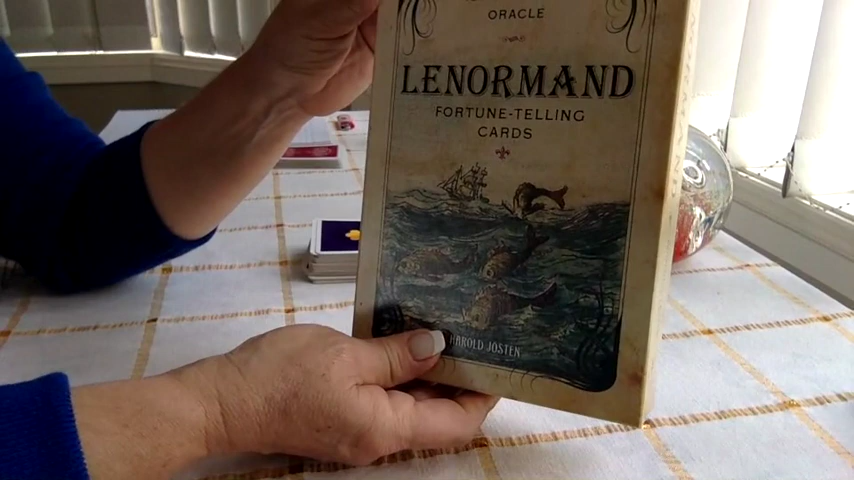 ORACLE
LENORMAND
FORTUNE-TELLING
CARDS
HAROLD JOSTEN